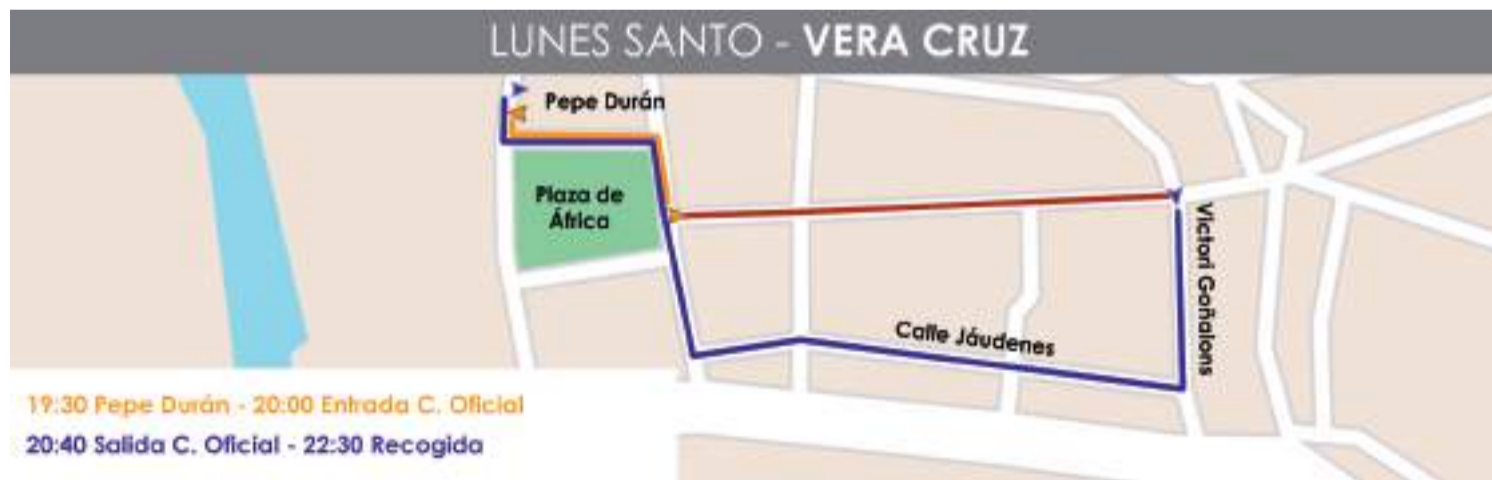 LUNES SANTO - VERA CRUZ
Pepe Durán
Plaza de
África
Victori Goñalons
Calle Jáudenes
19:30 Pepe Durán - 20:00 Entrada C. Oficial
20:40 Salida C. Oficial - 22:30 Recogida